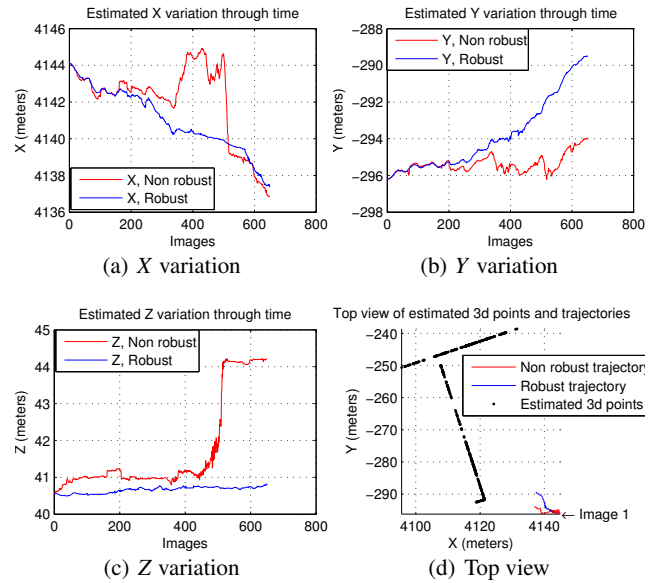 Estimated X variation through time
4146
4144
4142
4140
4138
4136
X (meters)
X, Non robust
X, Robust
0 200 400 600 800
Images
(a) X variation
Estimated Y variation through time
−288
−290
−292
−294
−296
−298
Y (meters)
Y, Non robust
Y, Robust
0 200 400 600 800
Images
(b) Y variation
Estimated Z variation through time
45
44
43
42
41
40
Z (meters)
Z, Non robust
Z, Robust
0 200 400 600 800
Images
(c) Z variation
Top view of estimated 3d points and trajectories
−240
−250
−260
−270
−280
−290
Y (meters)
Non robust trajectory
Robust trajectory
Estimated 3d points
← Image 1
4100 4120 4140
X (meters)
(d) Top view